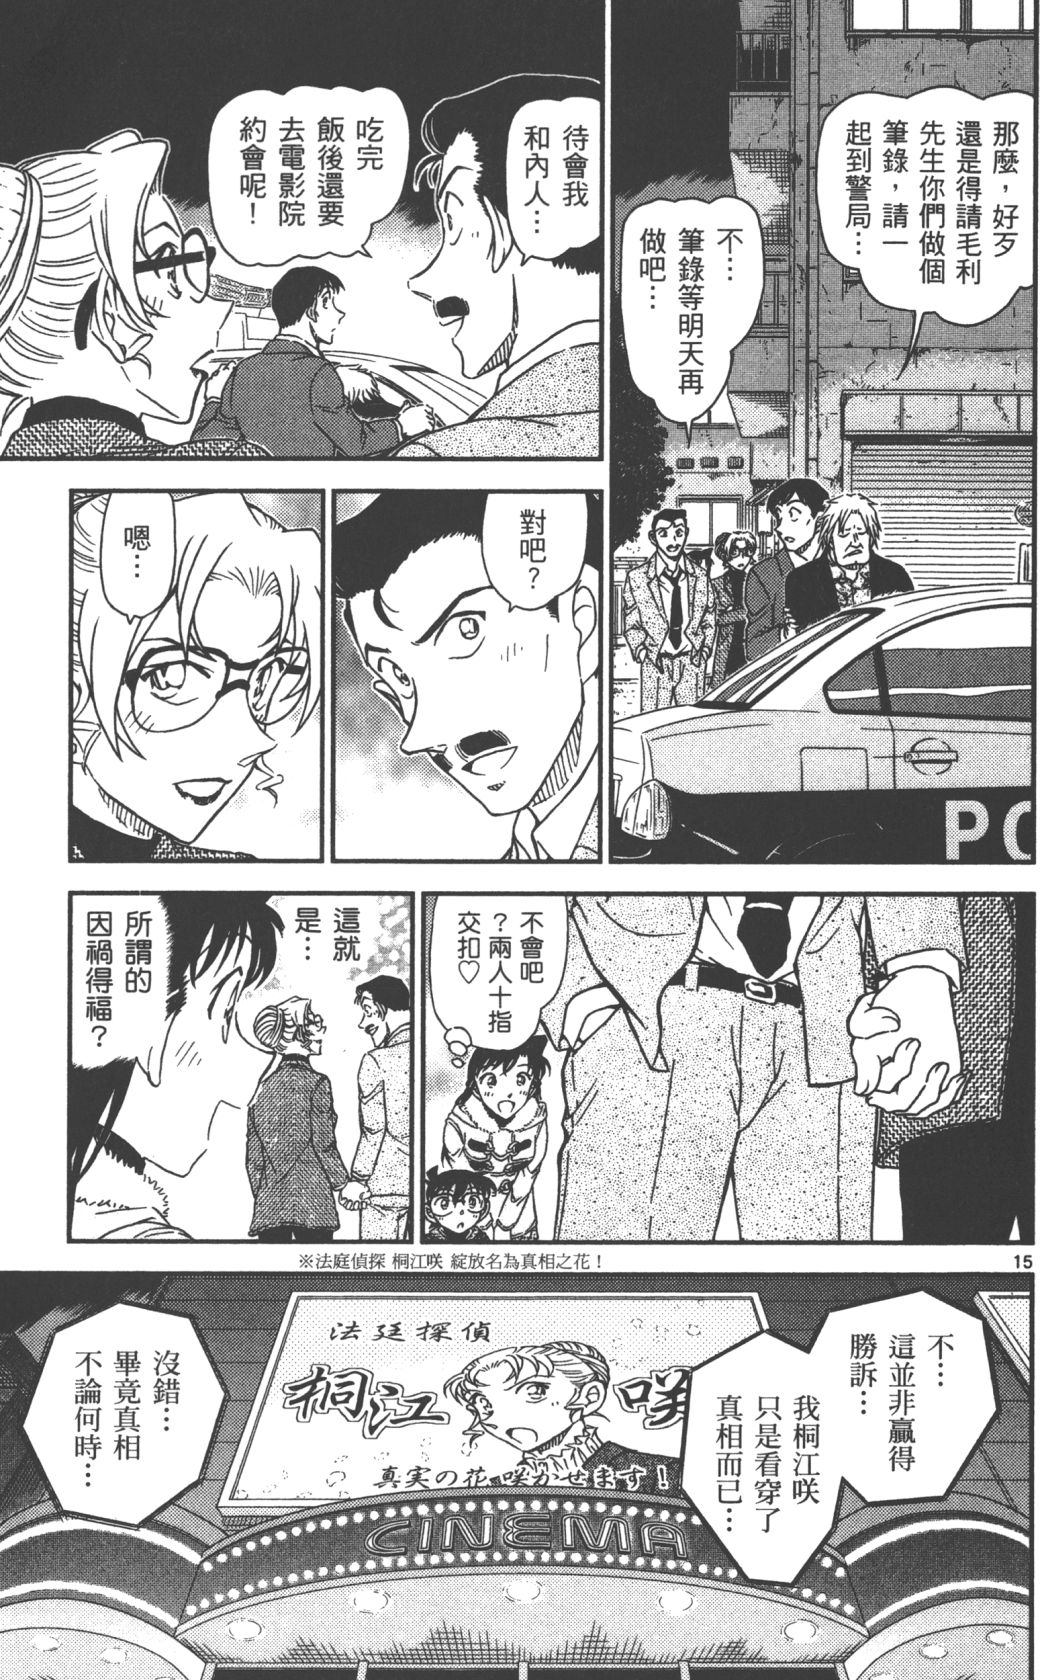 那麼，好歹
還是得請毛利
先生你們做個
筆錄，請一
起到警局…
不…
筆錄等明天再
做吧…
待會我
和內人…
吃完
飯後還要
去電影院
約會呢！
對吧？
嗯…
POL
不會吧
？兩人十指
交扣♡
這就
是…
所謂的
因禍得福？
※法庭偵探 桐江咲 綻放名為真相之花！
15
不…
這並非贏得
勝訴…
我桐江咲
只是看穿了
真相而已…
法廷探偵
桐江 咲
真実の花 咲かせます！
CINEMA
沒錯…
畢竟真相
不論何時…